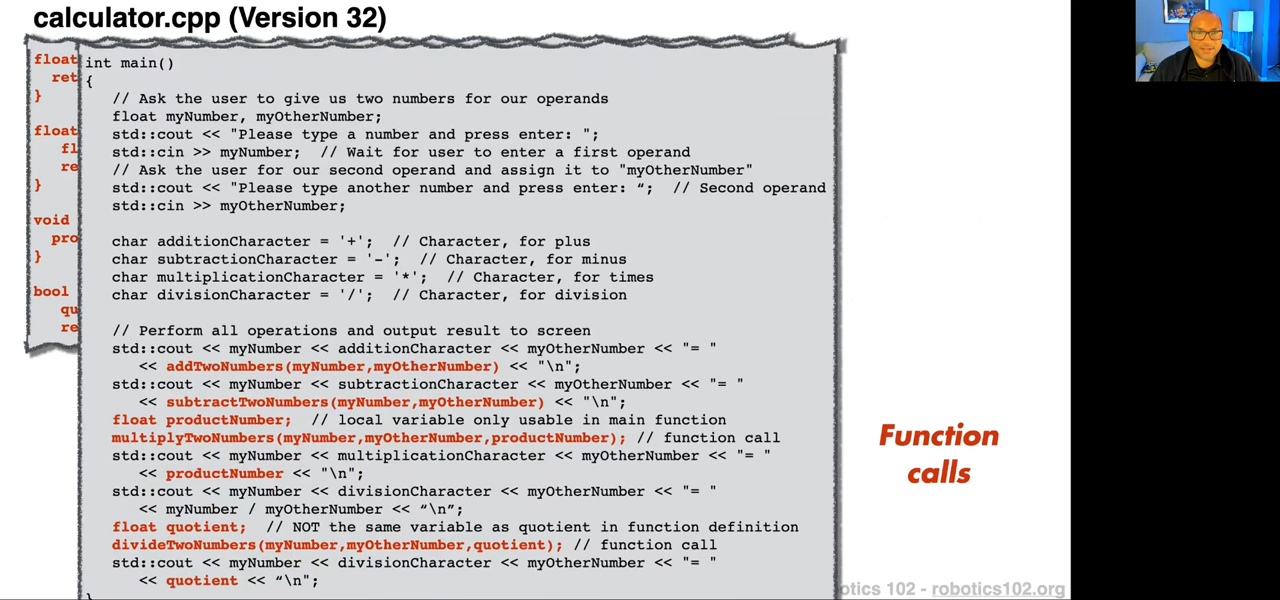 calculator.cpp (Version 32)
float
ret
}
float
fl
re
}
void
pro
}
bool
qu
re
int main()
{
// Ask the user to give us two numbers for our operands
float myNumber, myOtherNumber;
std::cout << "Please type a number and press enter: ";
std::cin >> myNumber;  // Wait for user to enter a first operand
// Ask the user for our second operand and assign it to "myOtherNumber"
std::cout << "Please type another number and press enter: “;  // Second operand
std::cin >> myOtherNumber;
char additionCharacter = '+';  // Character, for plus
char subtractionCharacter = '-';  // Character, for minus
char multiplicationCharacter = '*';  // Character, for times
char divisionCharacter = '/';  // Character, for division
// Perform all operations and output result to screen
std::cout << myNumber << additionCharacter << myOtherNumber << "= "
<< addTwoNumbers(myNumber,myOtherNumber) << "\n";
std::cout << myNumber << subtractionCharacter << myOtherNumber << "= "
<< subtractTwoNumbers(myNumber,myOtherNumber) << "\n";
float productNumber;  // local variable only usable in main function
multiplyTwoNumbers(myNumber,myOtherNumber,productNumber); // function call
std::cout << myNumber << multiplicationCharacter << myOtherNumber << "= "
<< productNumber << "\n";
std::cout << myNumber << divisionCharacter << myOtherNumber << "= "
<< myNumber / myOtherNumber << “\n”;
float quotient;  // NOT the same variable as quotient in function definition
divideTwoNumbers(myNumber,myOtherNumber,quotient); // function call
std::cout << myNumber << divisionCharacter << myOtherNumber << "= "
<< quotient << “\n";
}
Function
calls
otics 102 - robotics102.org